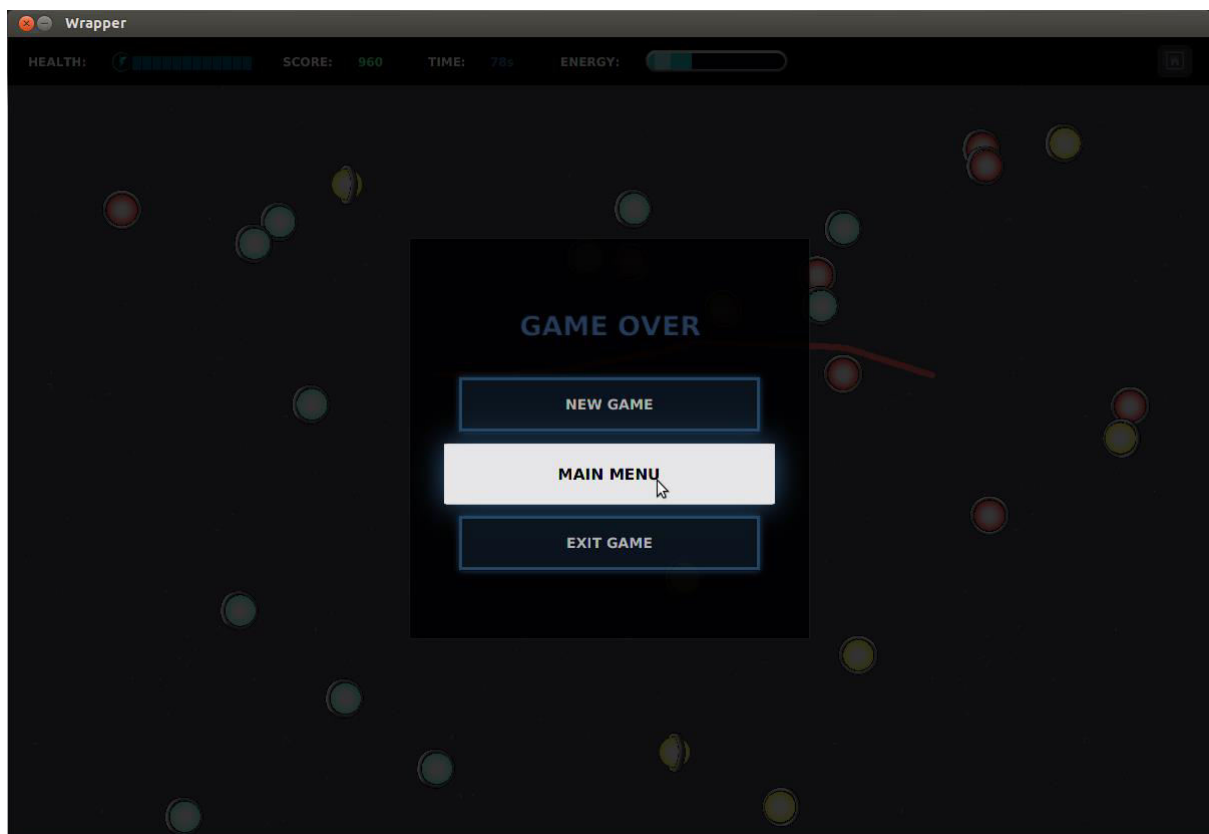 Wrapper
HEALTH: SCORE: 960 TIME: 78s ENERGY:
GAME OVER
NEW GAME
MAIN MENU
EXIT GAME